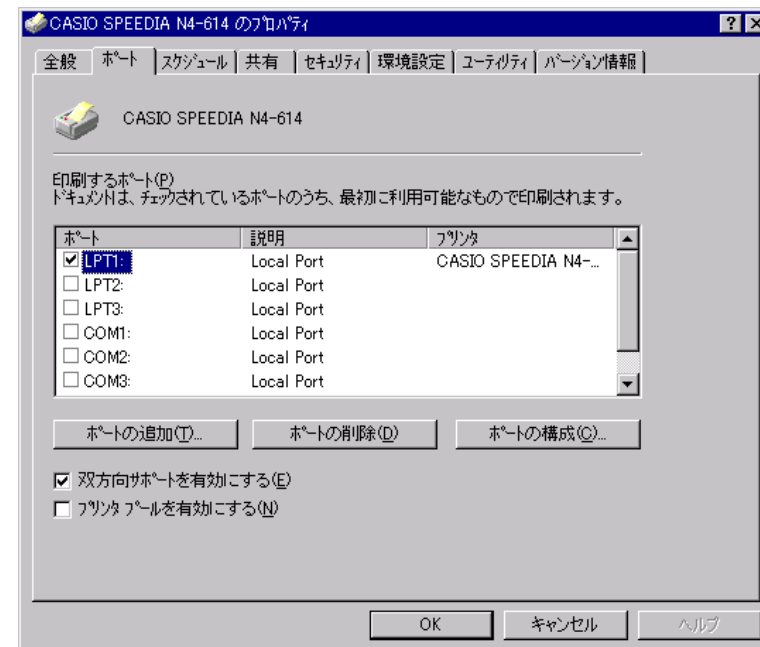 CASIO SPEEDIA N4-614 のプロパティ
全般 ポート スケジュール 共有 セキュリティ 環境設定 ユーティリティ バージョン情報
CASIO SPEEDIA N4-614
印刷するポート(P)
ドキュメントは、チェックされているポートのうち、最初に利用可能なもので印刷されます。
ポート 説明 プリンタ
LPT1: Local Port CASIO SPEEDIA N4-...
LPT2: Local Port
LPT3: Local Port
COM1: Local Port
COM2: Local Port
COM3: Local Port
ポートの追加(T)... ポートの削除(D) ポートの構成(C)...
双方向サポートを有効にする(E)
プリンタ プールを有効にする(N)
OK キャンセル ヘルプ